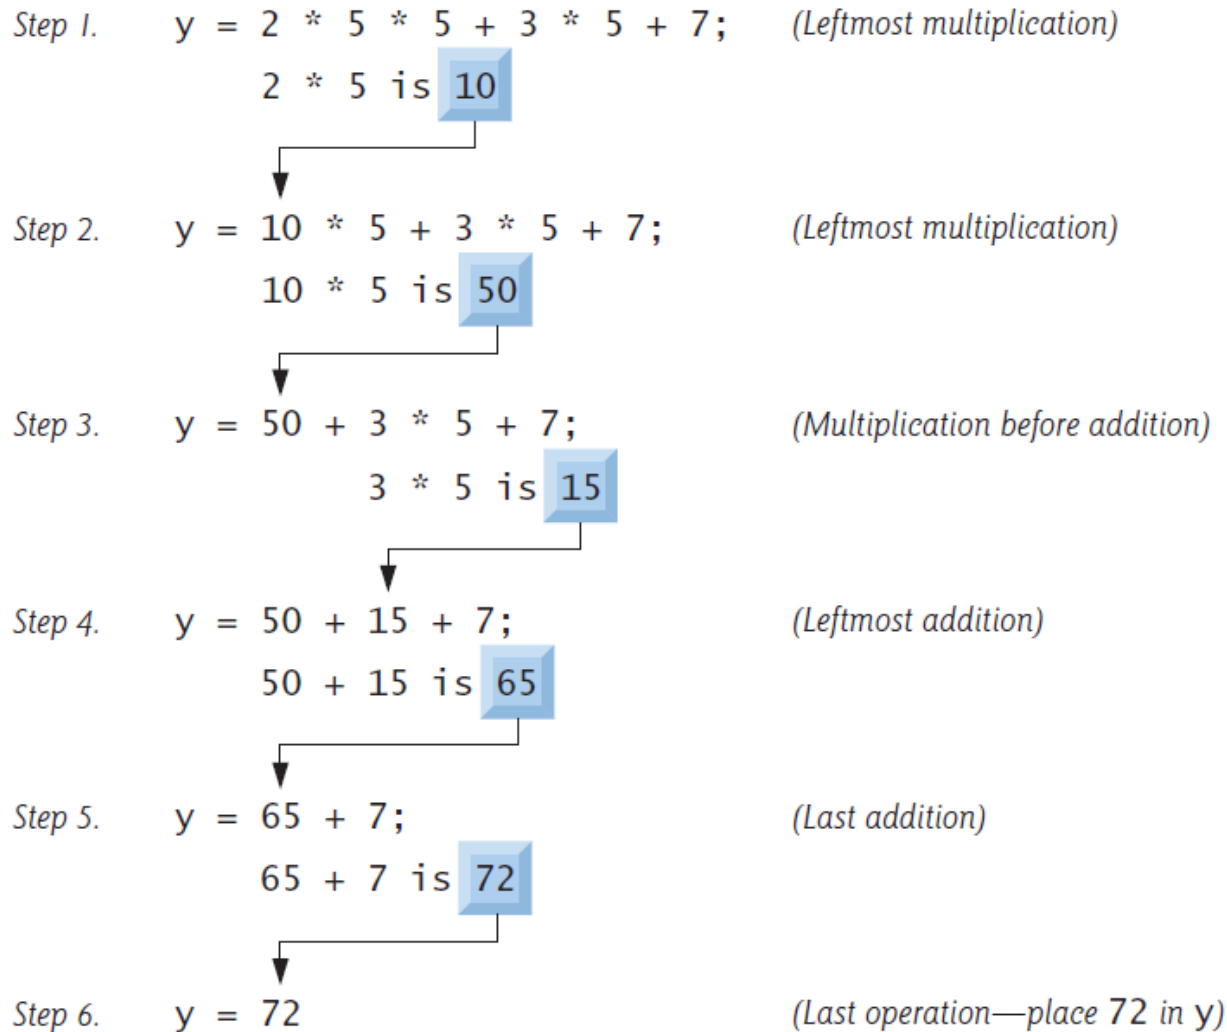 Step 1. y = 2 * 5 * 5 + 3 * 5 + 7; (Leftmost multiplication)
2 * 5 is 10
Step 2. y = 10 * 5 + 3 * 5 + 7; (Leftmost multiplication)
10 * 5 is 50
Step 3. y = 50 + 3 * 5 + 7; (Multiplication before addition)
3 * 5 is 15
Step 4. y = 50 + 15 + 7; (Leftmost addition)
50 + 15 is 65
Step 5. y = 65 + 7; (Last addition)
65 + 7 is 72
Step 6. y = 72 (Last operation—place 72 in y)